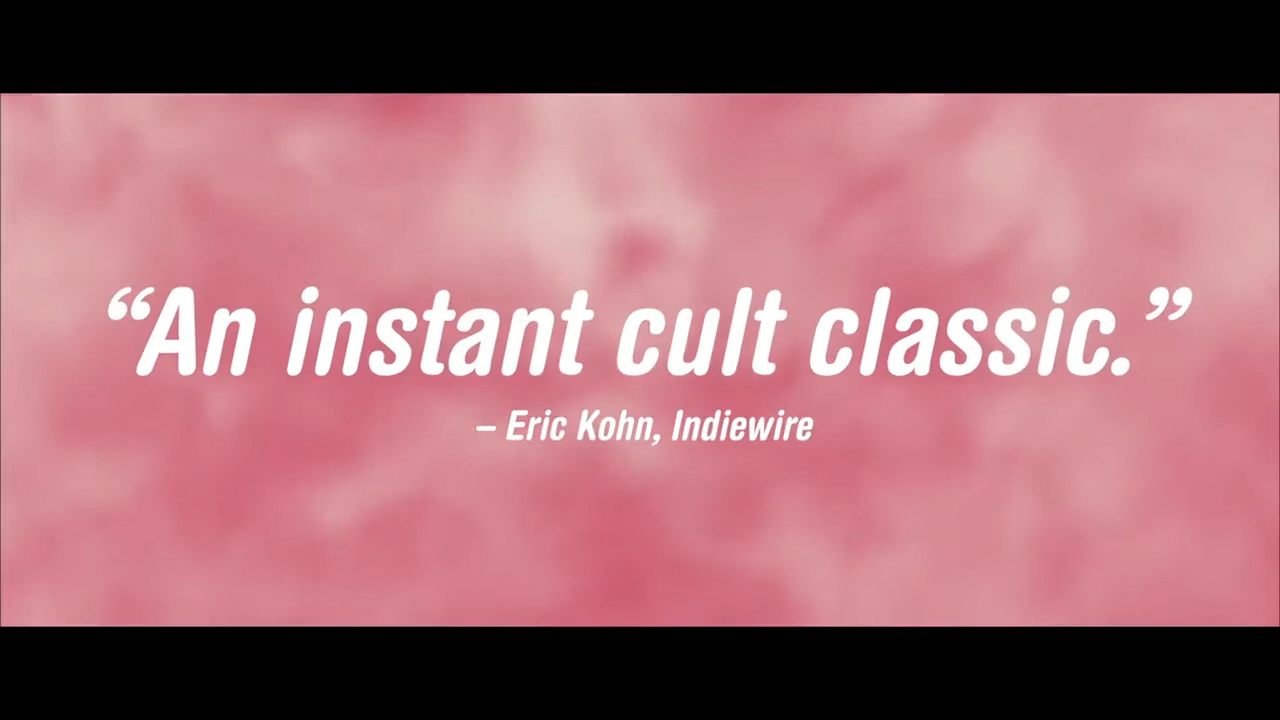 “An instant cult classic.”
– Eric Kohn, Indiewire